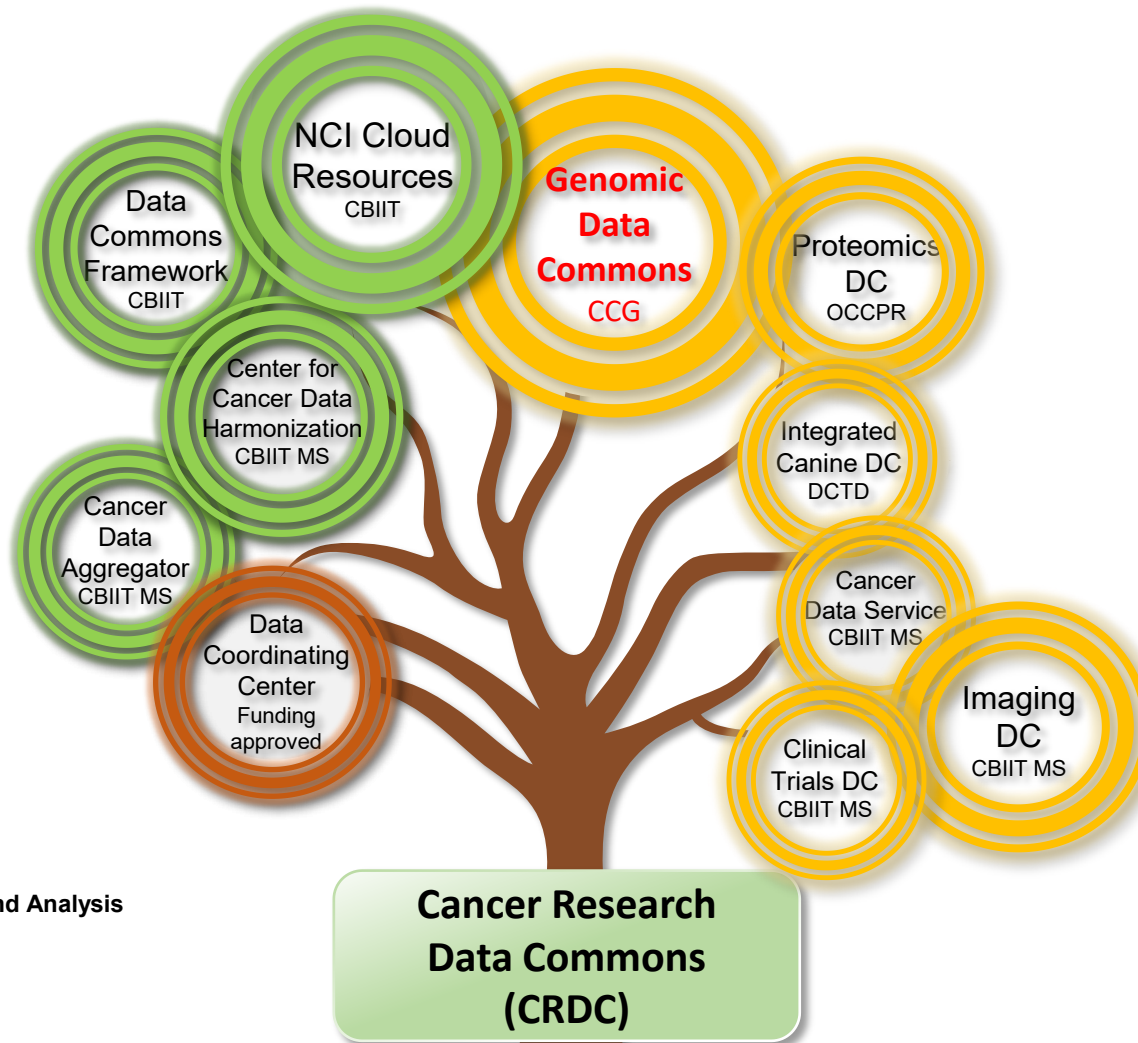 NCI Cloud
Resources
CBIIT
Genomic
Data
Commons
CCG
Data
Commons
Framework
CBIIT
Proteomics
DC
OCCPR
Center for
Cancer Data
Harmonization
CBIIT MS
Integrated
Canine DC
DCTD
Cancer
Data
Aggregator
CBIIT MS
Cancer
Data Service
CBIIT MS
Data
Coordinating
Center
Funding
approved
Imaging
DC
CBIIT MS
Clinical
Trials DC
CBIIT MS
nd Analysis
Cancer Research
Data Commons
(CRDC)